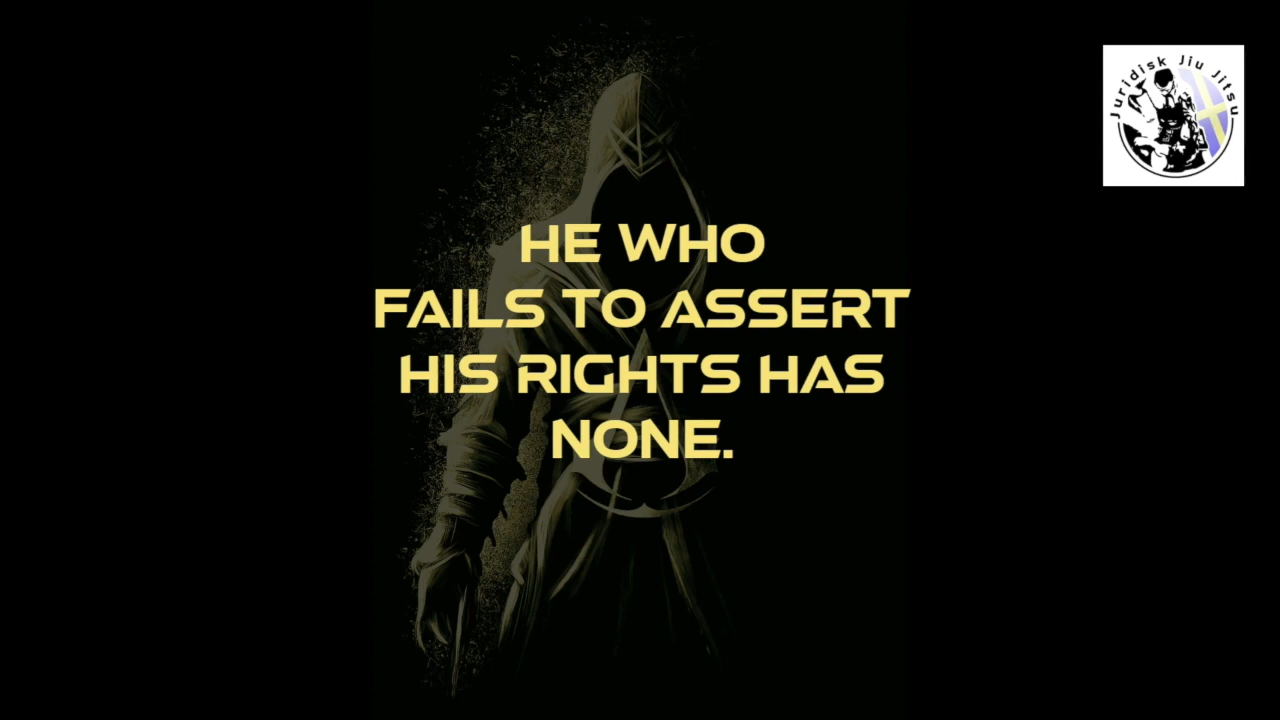 Juridisk Jiu Jitsu
HE WHO
FAILS TO ASSERT
HIS RIGHTS HAS
NONE.